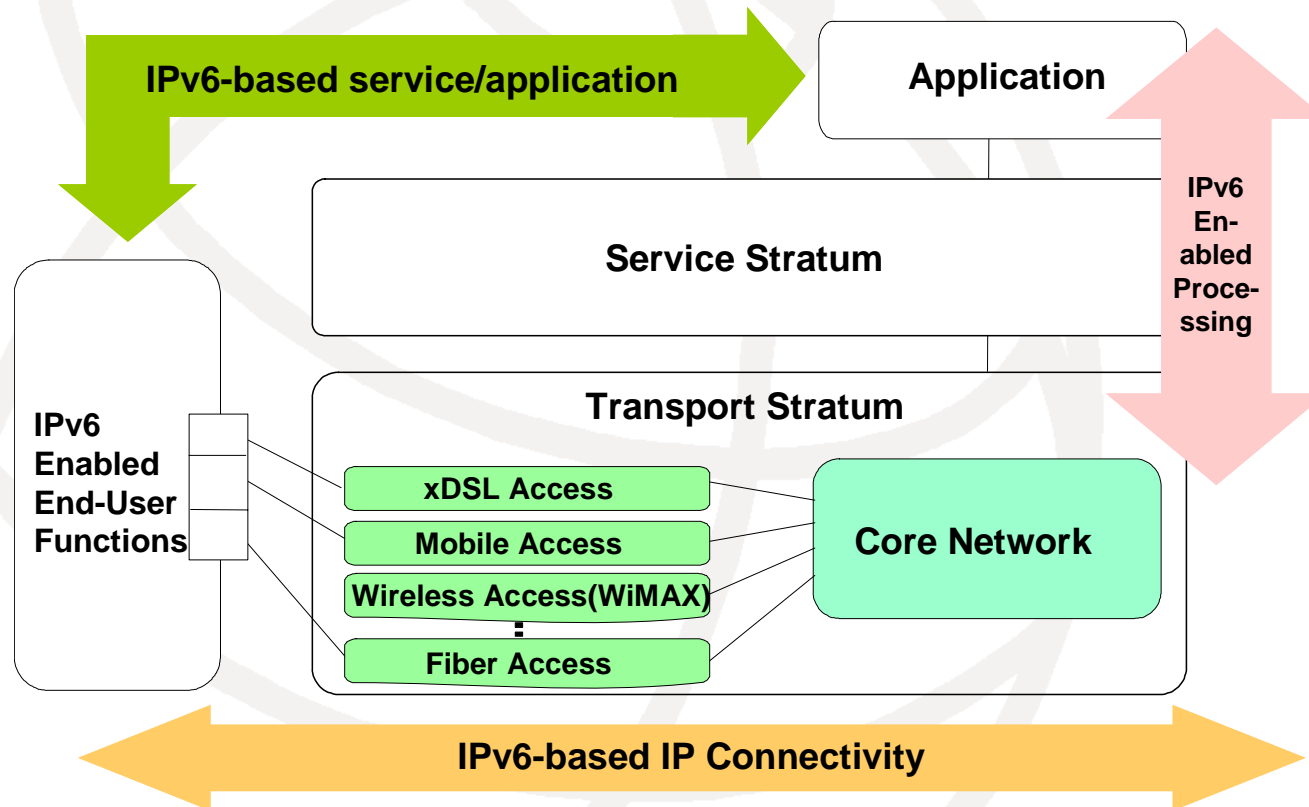 IPv6-based service/application
Application
IPv6
En-
abled
Proce-
ssing
Service Stratum
Transport Stratum
IPv6
Enabled
End-User
Functions
xDSL Access
Mobile Access
Wireless Access(WiMAX)
Fiber Access
Core Network
IPv6-based IP Connectivity